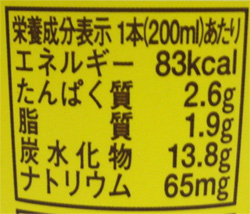 栄養成分表示 1本(200ml)あたり
エネルギー 83kcal
たんぱく質 2.6g
脂質 1.9g
炭水化物 13.8g
ナトリウム 65mg